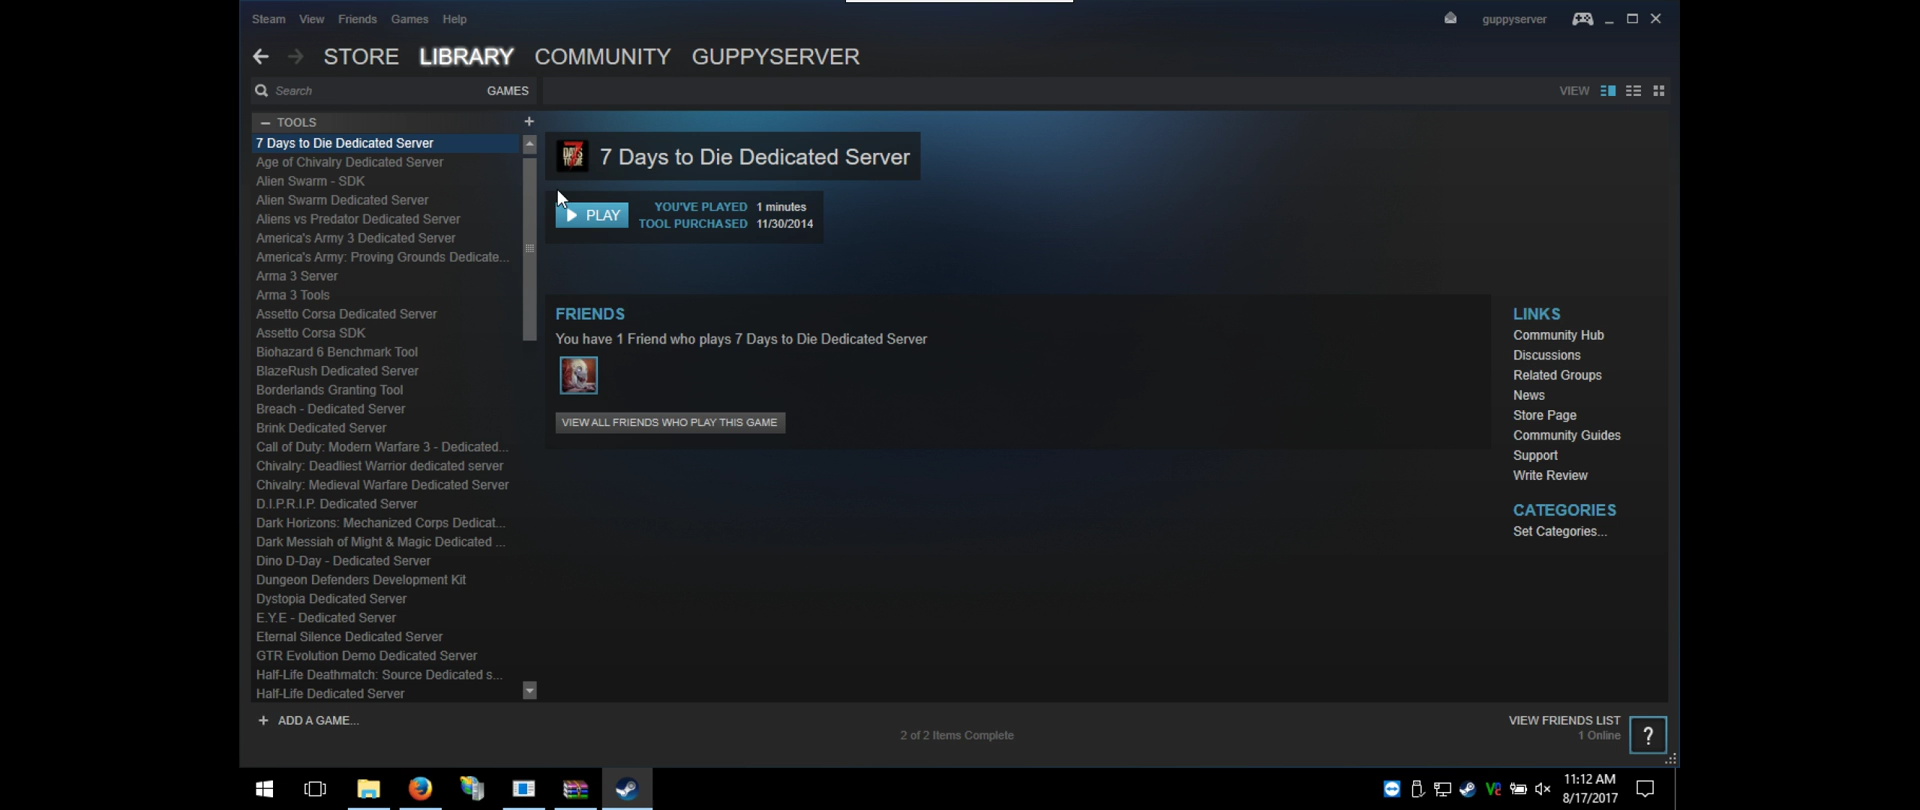 Steam View Friends Games Help
guppyserver
STORE LIBRARY COMMUNITY GUPPYSERVER
Search GAMES
VIEW
TOOLS
7 Days to Die Dedicated Server
Age of Chivalry Dedicated Server
Alien Swarm - SDK
Alien Swarm Dedicated Server
Aliens vs Predator Dedicated Server
America's Army 3 Dedicated Server
America's Army: Proving Grounds Dedicate...
Arma 3 Server
Arma 3 Tools
Assetto Corsa Dedicated Server
Assetto Corsa SDK
Biohazard 6 Benchmark Tool
BlazeRush Dedicated Server
Borderlands Granting Tool
Breach - Dedicated Server
Brink Dedicated Server
Call of Duty: Modern Warfare 3 - Dedicated...
Chivalry: Deadliest Warrior dedicated server
Chivalry: Medieval Warfare Dedicated Server
D.I.P.R.I.P. Dedicated Server
Dark Horizons: Mechanized Corps Dedicat...
Dark Messiah of Might & Magic Dedicated ...
Dino D-Day - Dedicated Server
Dungeon Defenders Development Kit
Dystopia Dedicated Server
E.Y.E - Dedicated Server
Eternal Silence Dedicated Server
GTR Evolution Demo Dedicated Server
Half-Life Deathmatch: Source Dedicated s...
Half-Life Dedicated Server
7 DAYS TO DIE
7 Days to Die Dedicated Server
PLAY
YOU'VE PLAYED 1 minutes
TOOL PURCHASED 11/30/2014
FRIENDS
You have 1 Friend who plays 7 Days to Die Dedicated Server
VIEW ALL FRIENDS WHO PLAY THIS GAME
LINKS
Community Hub
Discussions
Related Groups
News
Store Page
Community Guides
Support
Write Review
CATEGORIES
Set Categories...
ADD A GAME...
2 of 2 Items Complete
VIEW FRIENDS LIST
1 Online
?
11:12 AM
8/17/2017